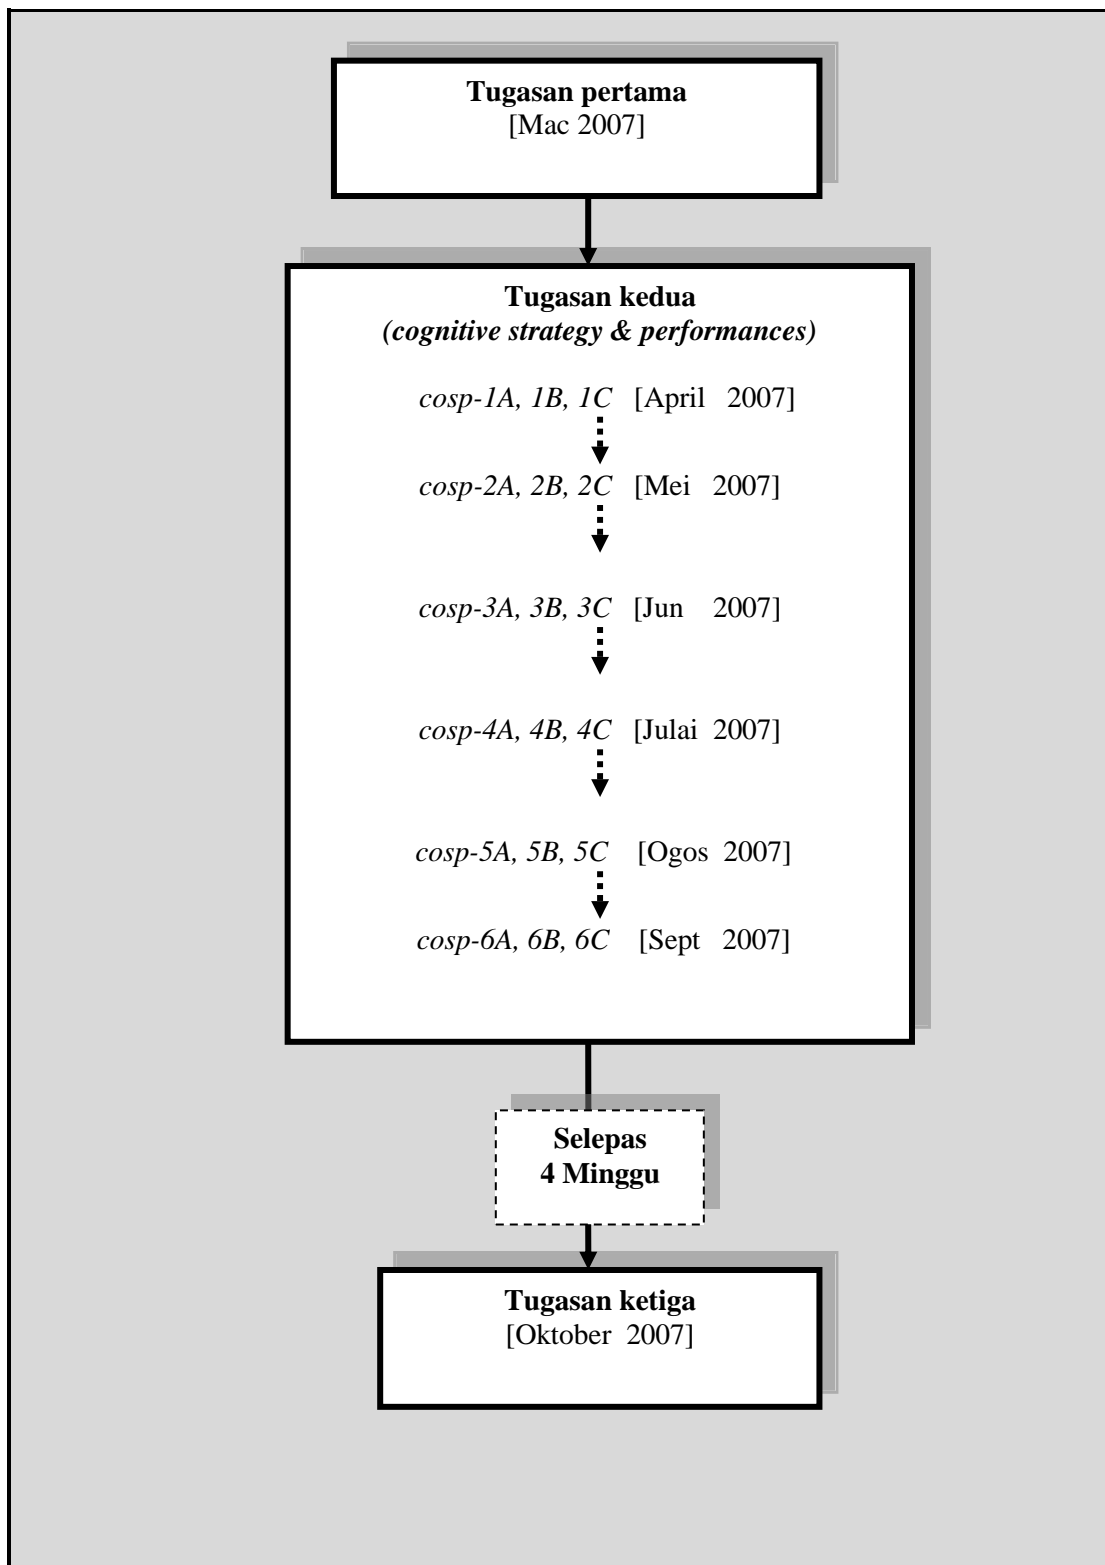 Tugasan pertama
[Mac 2007]
Tugasan kedua
(cognitive strategy & performances)
cosp-1A, 1B, 1C [April 2007]
cosp-2A, 2B, 2C [Mei 2007]
cosp-3A, 3B, 3C [Jun 2007]
cosp-4A, 4B, 4C [Julai 2007]
cosp-5A, 5B, 5C [Ogos 2007]
cosp-6A, 6B, 6C [Sept 2007]
Selepas
4 Minggu
Tugasan ketiga
[Oktober 2007]